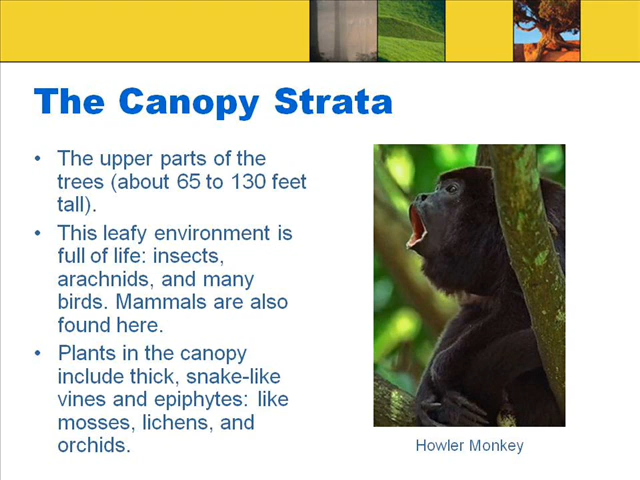 The Canopy Strata
• The upper parts of the
trees (about 65 to 130 feet
tall).
• This leafy environment is
full of life: insects,
arachnids, and many
birds. Mammals are also
found here.
• Plants in the canopy
include thick, snake-like
vines and epiphytes: like
mosses, lichens, and
orchids.
Howler Monkey